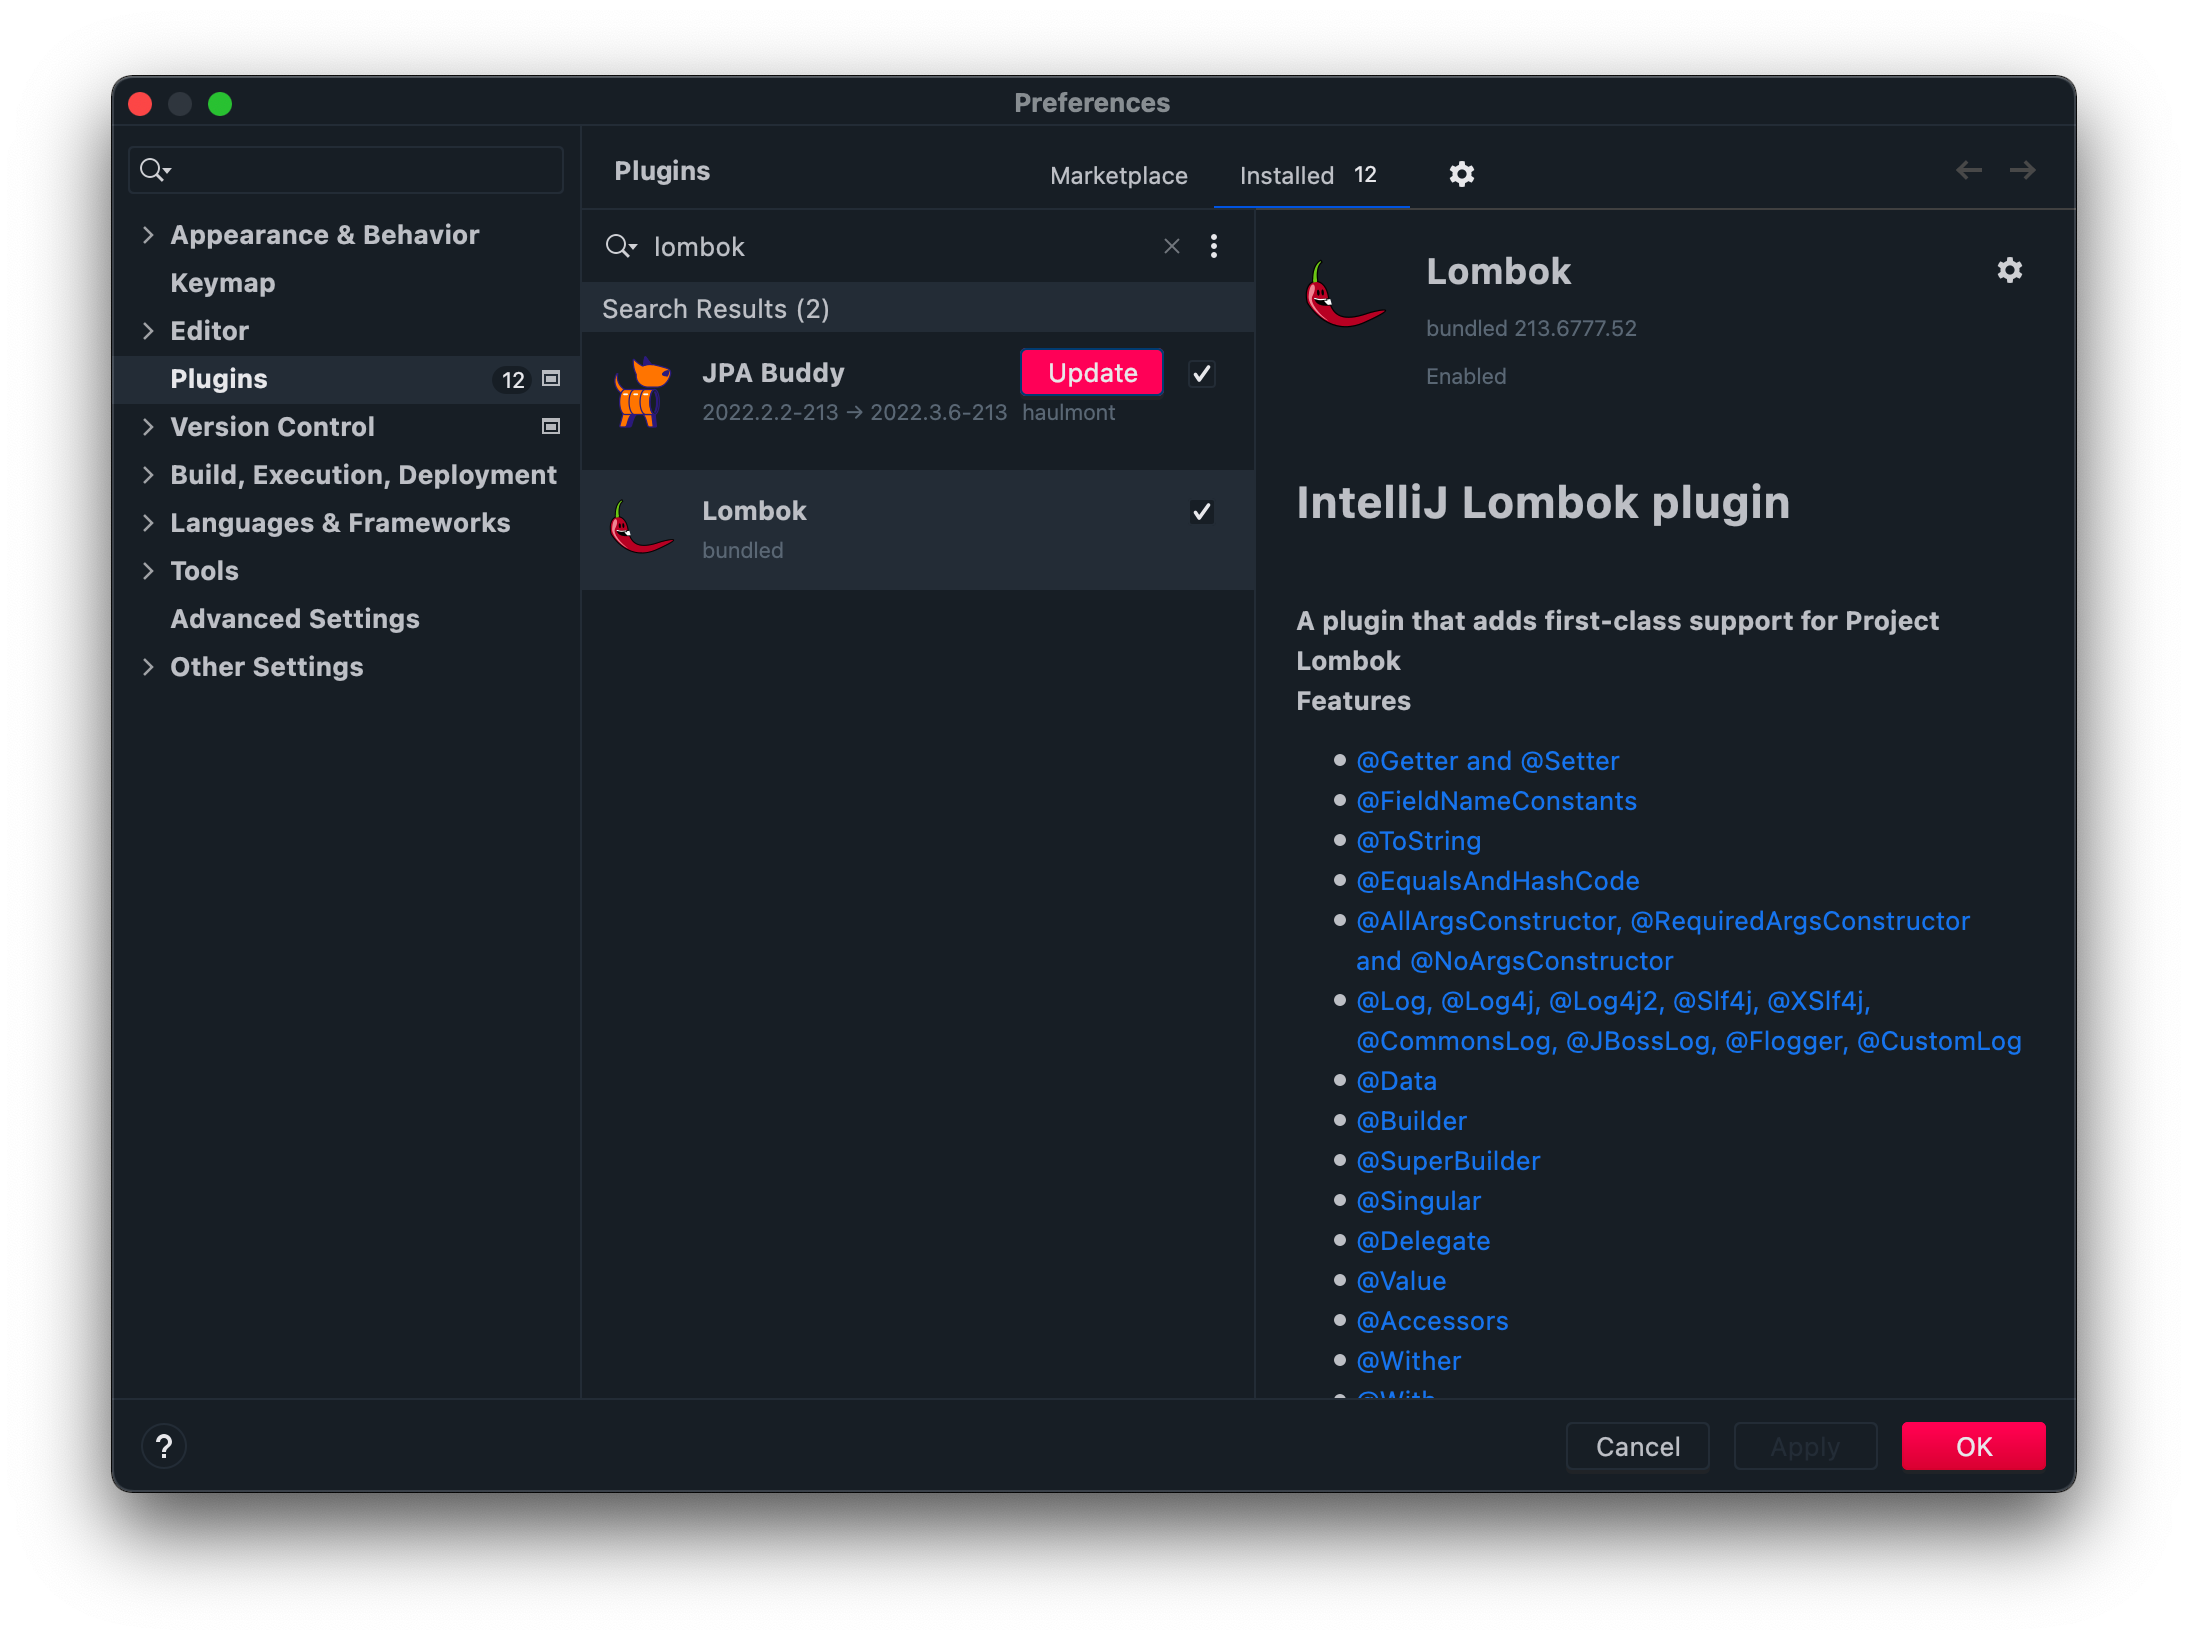 Preferences
Appearance & Behavior
Keymap
Editor
Plugins 12
Version Control
Build, Execution, Deployment
Languages & Frameworks
Tools
Advanced Settings
Other Settings
Plugins
Marketplace
Installed 12
lombok
Search Results (2)
JPA Buddy
Update
2022.2.2-213 → 2022.3.6-213 haulmont
Lombok
bundled
Lombok
bundled 213.6777.52
Enabled
IntelliJ Lombok plugin
A plugin that adds first-class support for Project
Lombok
Features
@Getter and @Setter
@FieldNameConstants
@ToString
@EqualsAndHashCode
@AllArgsConstructor, @RequiredArgsConstructor
and @NoArgsConstructor
@Log, @Log4j, @Log4j2, @Slf4j, @XSlf4j,
@CommonsLog, @JBossLog, @Flogger, @CustomLog
@Data
@Builder
@SuperBuilder
@Singular
@Delegate
@Value
@Accessors
@Wither
@With
?
Cancel
Apply
OK